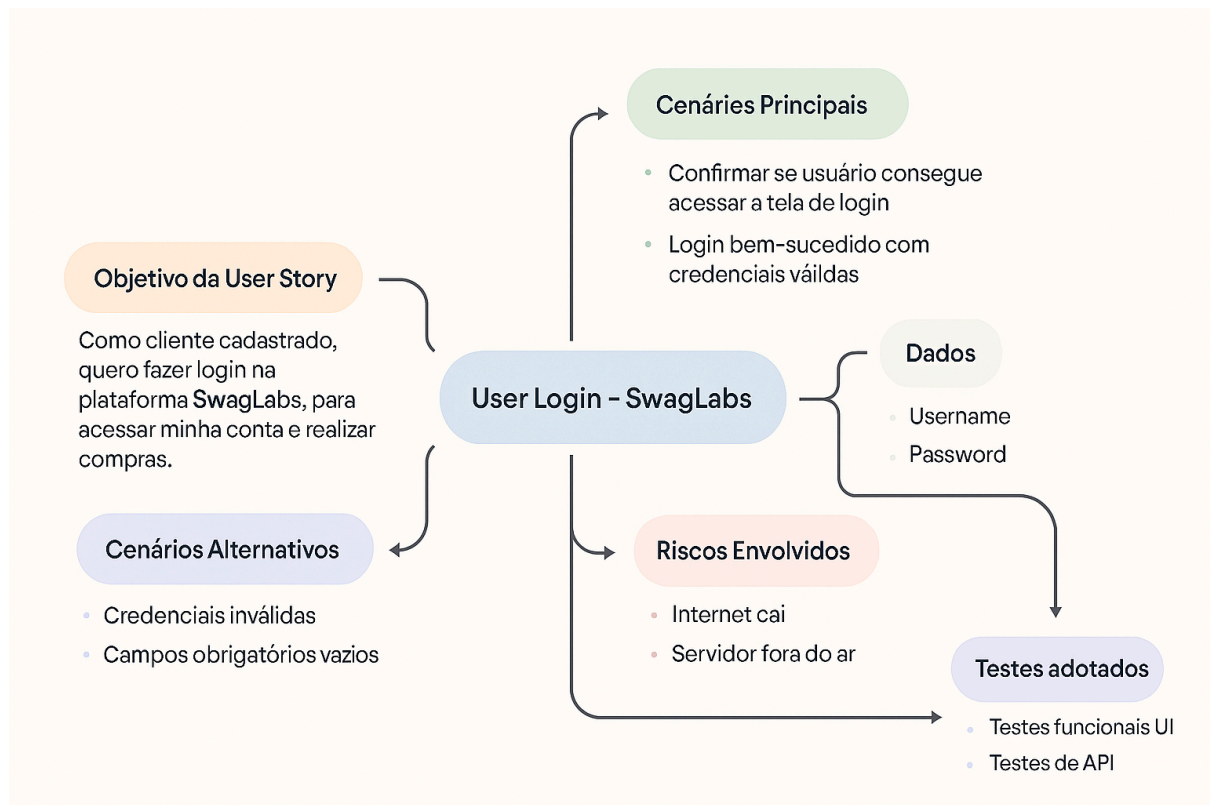 Cenáries Principais
Confirmar se usuário consegue
acessar a tela de login
Login bem-sucedido com
credenciais váildas
Objetivo da User Story
Como cliente cadastrado,
quero fazer login na
plataforma SwagLabs, para
acessar minha conta e realizar
compras.
User Login – SwagLabs
Dados
Username
Password
Cenários Alternativos
Credenciais inválidas
Campos obrigatórios vazios
Riscos Envolvidos
Internet cai
Servidor fora do ar
Testes adotados
Testes funcionais UI
Testes de API